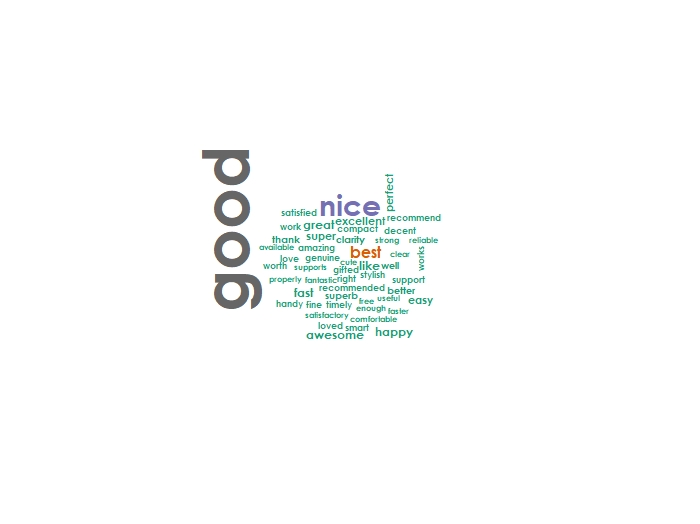 good
perfect
nice
satisfied
recommend
excellent
work great
compact
decent
thank super clarity
strong reliable
available amazing
best
clear
works
love genuine
cute
worth supports
gifted like well
stylish
properly fantastic right
support
recommended
fast
superb
better
free useful
easy
handy fine timely
enough faster
satisfactory
comfortable
loved smart
awesome happy